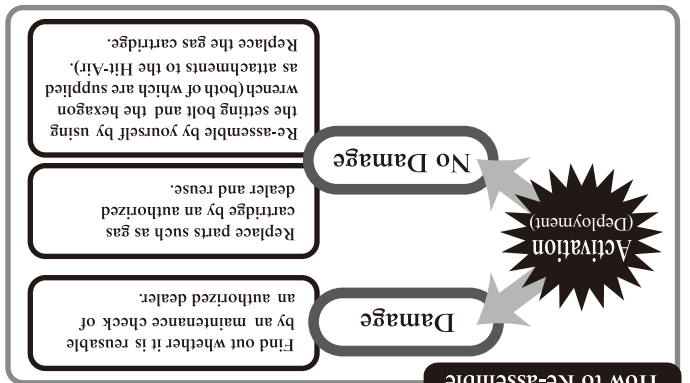 How to Re-assemble
Activation
(Deployment)
Damage
Find out whether it is reusable
by an maintenance check of
an authorized dealer.
No Damage
Replace parts such as gas
cartridge by an authorized
dealer and reuse.
Re-assemble by yourself by using
the setting bolt and the hexagon
wrench (both of which are supplied
as attachments to the Hit-Air).
Replace the gas cartridge.